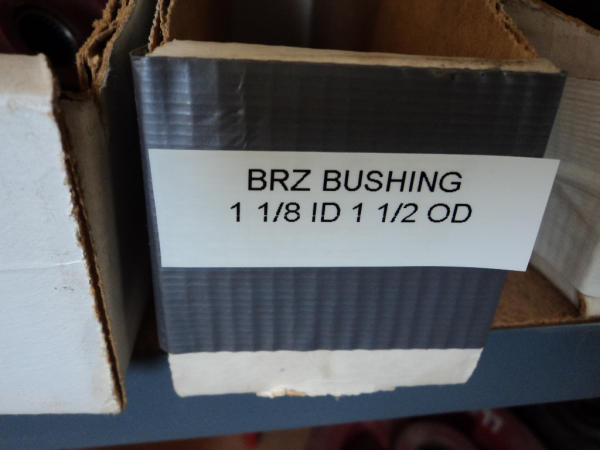 BRZ BUSHING
1 1/8 ID 1 1/2 OD